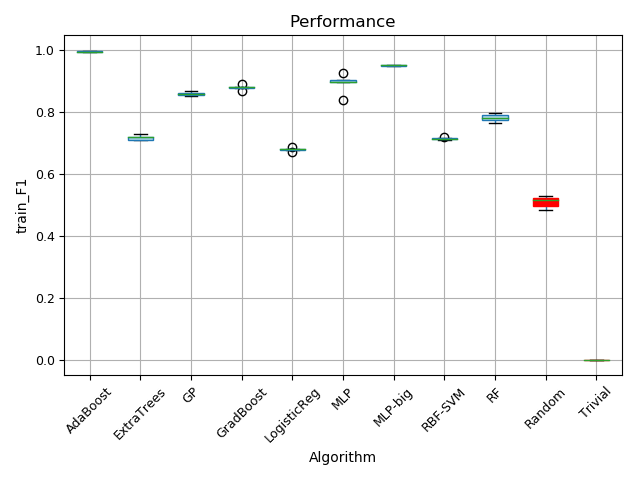 Performance
1.0
0.8
0.6
0.4
0.2
0.0
train_F1
AdaBoost
ExtraTrees
GP
GradBoost
LogisticReg
MLP
MLP-big
RBF-SVM
RF
Random
Trivial
Algorithm